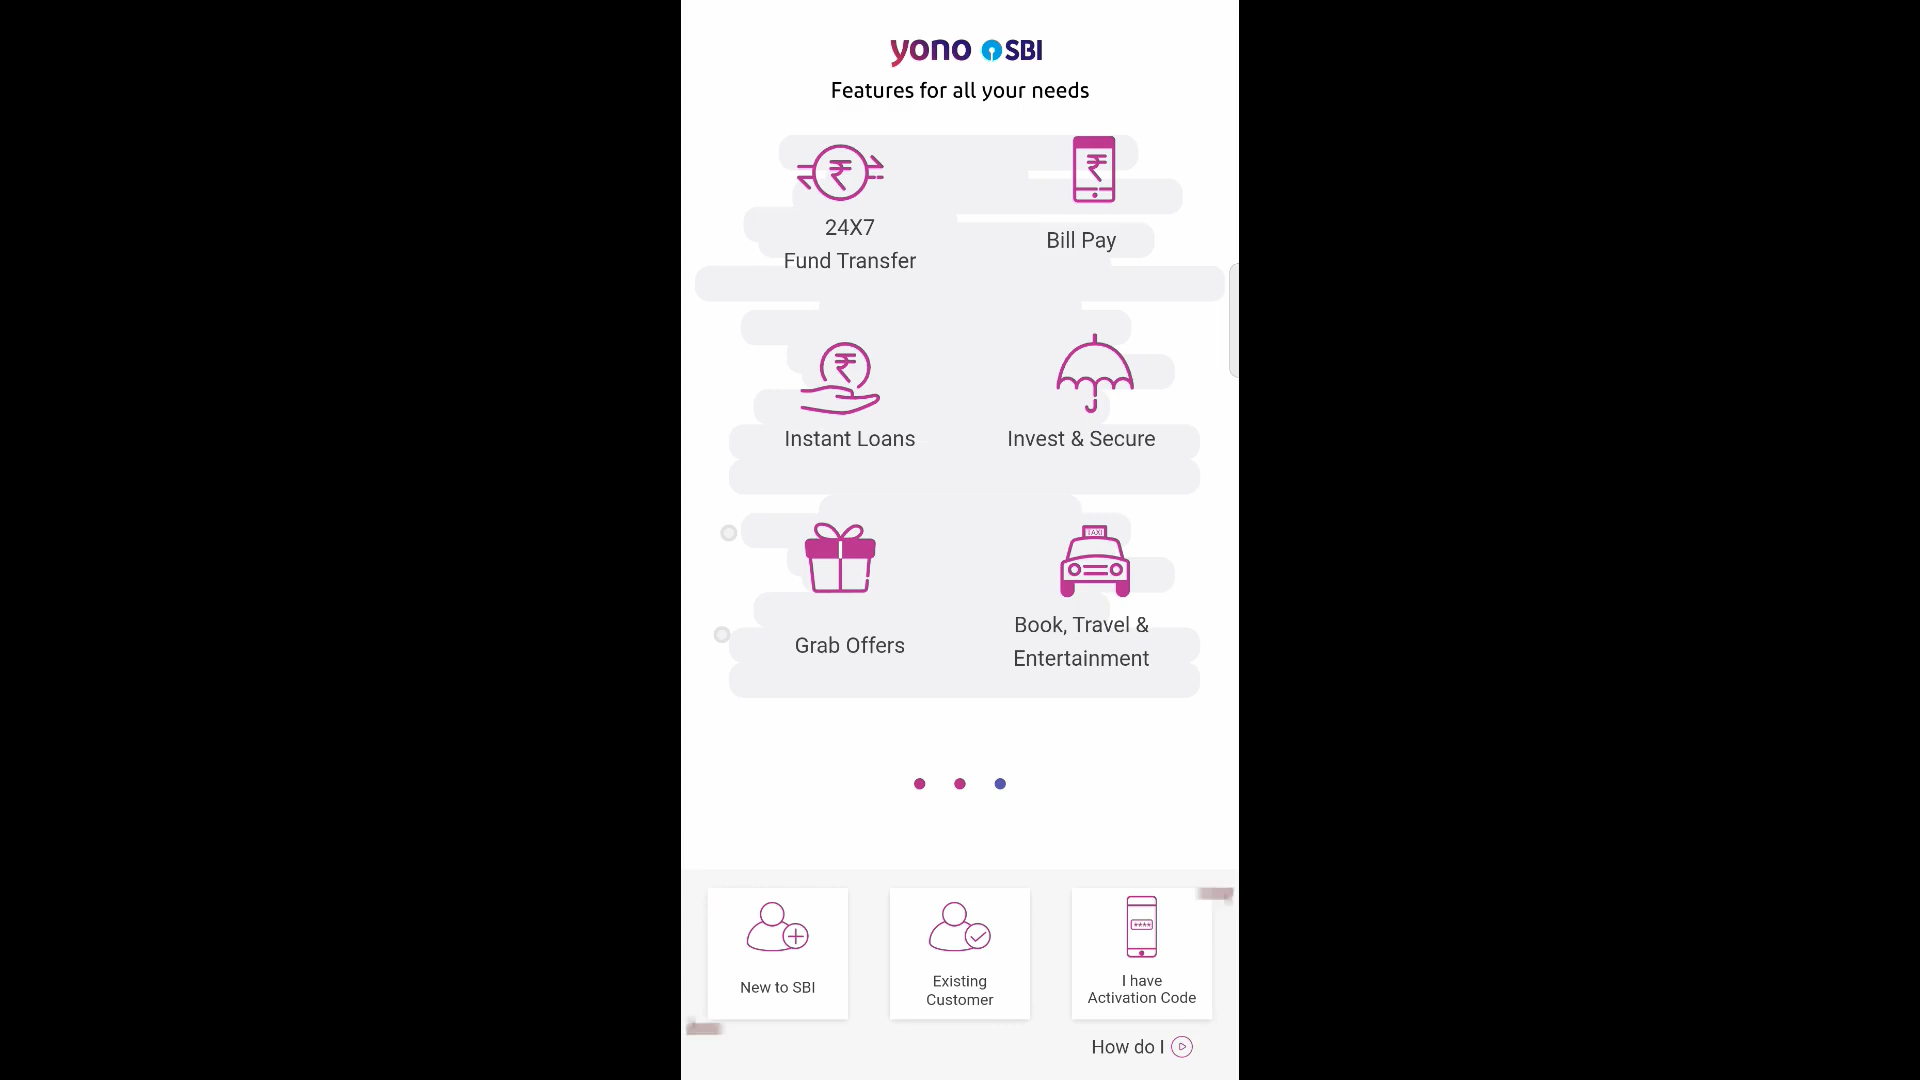 yono SBI
Features for all your needs
24X7
Fund Transfer
Bill Pay
Instant Loans
Invest & Secure
TAXI
Grab Offers
Book, Travel &
Entertainment
New to SBI
Existing
Customer
****
I have
Activation Code
How do I